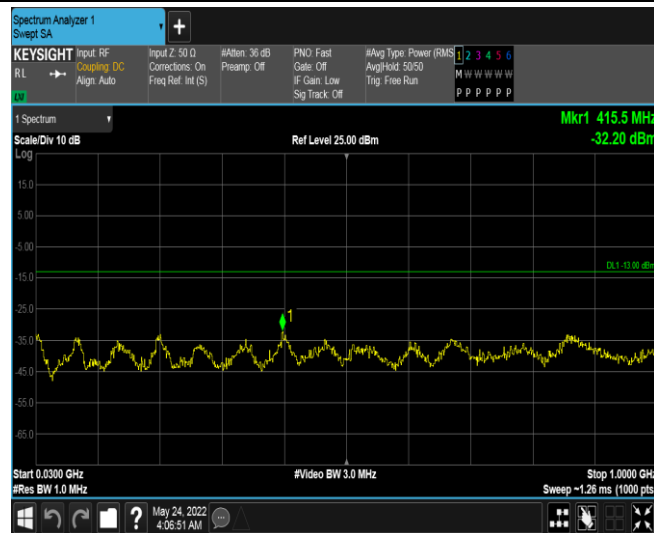 Spectrum Analyzer 1
Swept SA
+
KEYSIGHT Input: RF Input Z: 50 Ω #Atten: 36 dB PNO: Fast #Avg Type: Power (RMS 1 2 3 4 5 6
RL Coupling: DC Corrections: On Preamp: Off Gate: Off Avg|Hold: 50/50 M W W W W W
Align: Auto Freq Ref: Int (S) IF Gain: Low Trig: Free Run
Sig Track: Off P P P P P P
1 Spectrum Mkr1 415.5 MHz
Scale/Div 10 dB Ref Level 25.00 dBm -32.20 dBm
Log
15.0
5.00
-5.00
DL1 -13.00 dBm
-15.0
-25.0
1
-35.0
-45.0
-55.0
-65.0
Start 0.0300 GHz #Video BW 3.0 MHz Stop 1.0000 GHz
#Res BW 1.0 MHz Sweep ~1.26 ms (1000 pts)
? May 24, 2022
4:06:51 AM